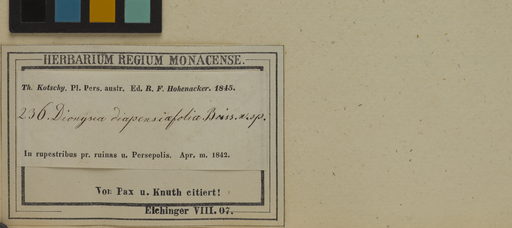 HERBARIUM REGIUM MONACENSE.
Th. Kotschy. Pl. Pers. austr. Ed. R. F. Hohenacker. 1845.
236. Dionysia diapensiæfolia Boiss. n. sp.
In rupestribus pr. ruinas u. Persepolis. Apr. m. 1842.
Von Pax u. Knuth citiert!
Eichinger VIII. 07.